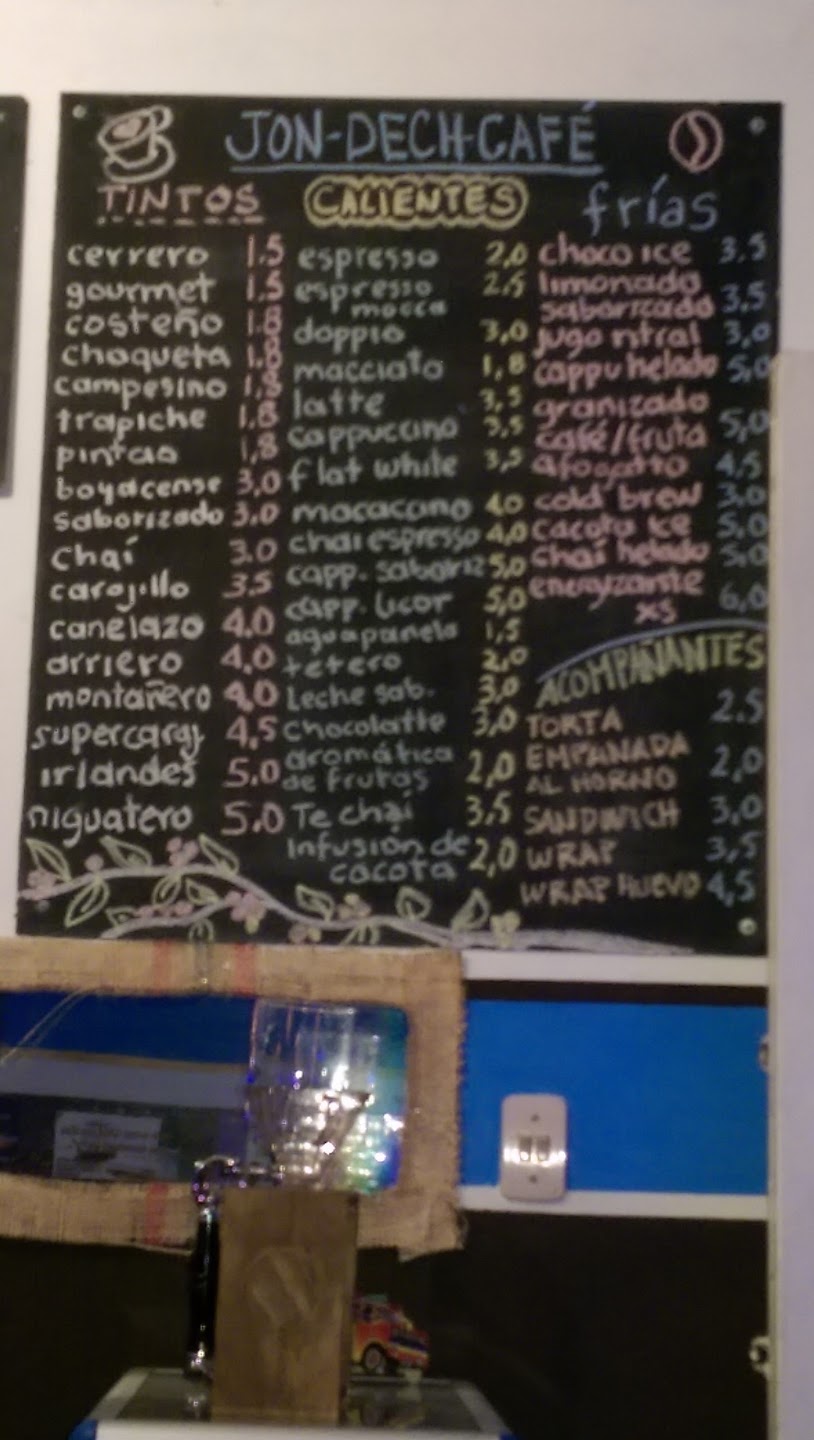 JON-DECH-CAFÉ
TINTOS
cerrero 1.5
gourmet 1.5
costeño 1.8
chaqueta 1.8
campesino 1.8
trapiche 1.8
pintao 1,8
boyacense 3.0
saborizado 3.0
chaí 3.0
carajillo 3.5
canelazo 4.0
arriero 4.0
montañero 4,0
supercaraj 4,5
irlandes 5.0
niguatero 5.0
CALIENTES
espresso 2,0
espresso 2.5
mocca
doppio 3,0
macciato 1,8
latte 3,5
cappuccino 3,5
flat white 3,5
macacano 4.0
chai espresso 4,0
capp. saboriz 5,0
capp. licor 5,0
aguapanela 1,5
tetero 2,0
Leche sab. 3,0
chocolatte 3,0
aromática
de frutas 2,0
Te chaí 3,5
infusión de
cacota 2,0
frías
choco ice 3.5
limonada
saborizada 3.5
jugo ntral 3,0
cappu helado 5,0
granizado
café/fruta 5,0
afogatto 4,5
cold brew 3,0
cacota ice 5,0
chaí helado 5,0
energizante
xs 6,0
ACOMPAÑANTES
TORTA 2.5
EMPANADA
AL HORNO 2,0
SANDWICH 3,0
WRAP 3,5
WRAP HUEVO 4,5